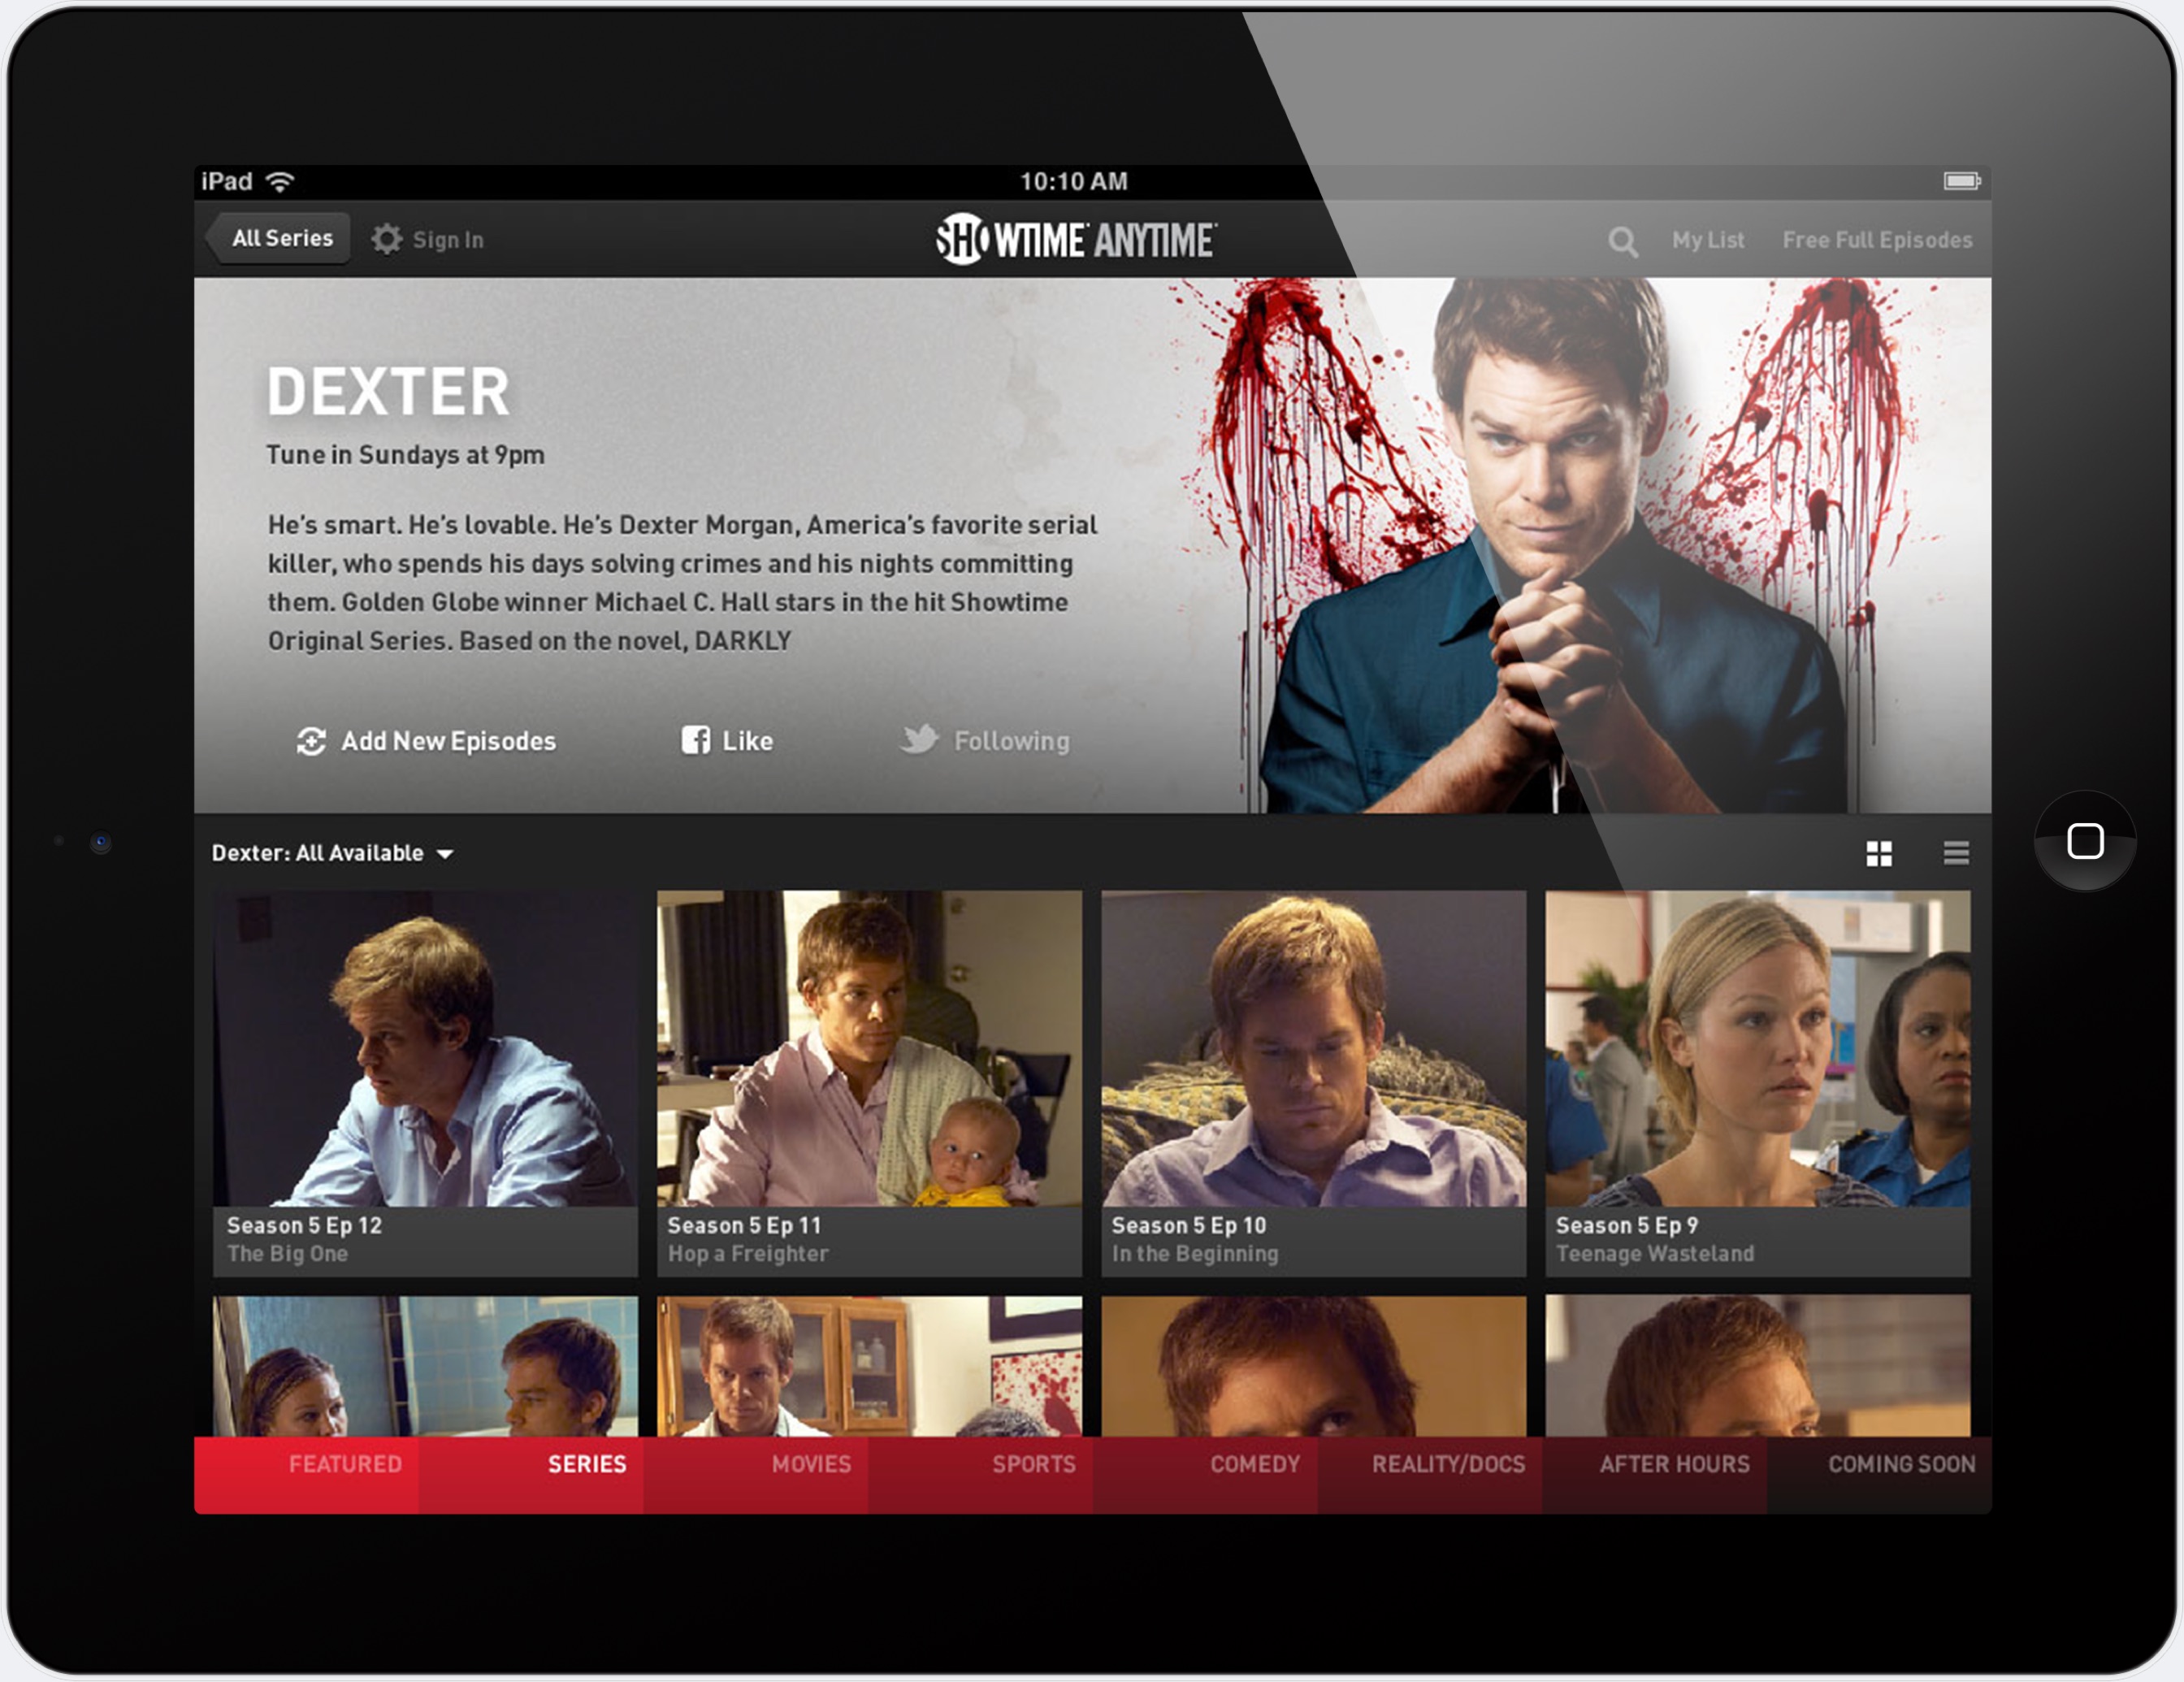 iPad
10:10 AM
All Series
Sign In
SHOWTIME ANYTIME
My List
Free Full Episodes
DEXTER
Tune in Sundays at 9pm
He's smart. He's lovable. He's Dexter Morgan, America's favorite serial
killer, who spends his days solving crimes and his nights committing
them. Golden Globe winner Michael C. Hall stars in the hit Showtime
Original Series. Based on the novel, DARKLY
Add New Episodes
Like
Following
Dexter: All Available
Season 5 Ep 12
The Big One
Season 5 Ep 11
Hop a Freighter
Season 5 Ep 10
In the Beginning
Season 5 Ep 9
Teenage Wasteland
FEATURED
SERIES
MOVIES
SPORTS
COMEDY
REALITY/DOCS
AFTER HOURS
COMING SOON